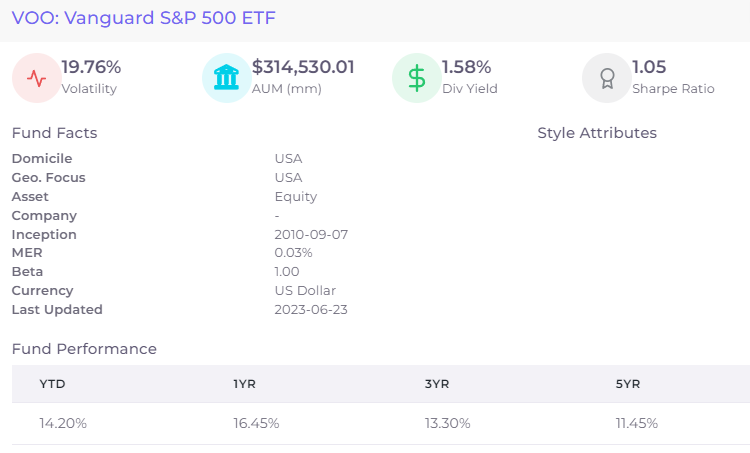 VOO: Vanguard S&P 500 ETF
19.76%
Volatility
$314,530.01
AUM (mm)
1.58%
Div Yield
1.05
Sharpe Ratio
Fund Facts
Style Attributes
Domicile USA
Geo. Focus USA
Asset Equity
Company -
Inception 2010-09-07
MER 0.03%
Beta 1.00
Currency US Dollar
Last Updated 2023-06-23
Fund Performance
YTD 1YR 3YR 5YR
14.20% 16.45% 13.30% 11.45%